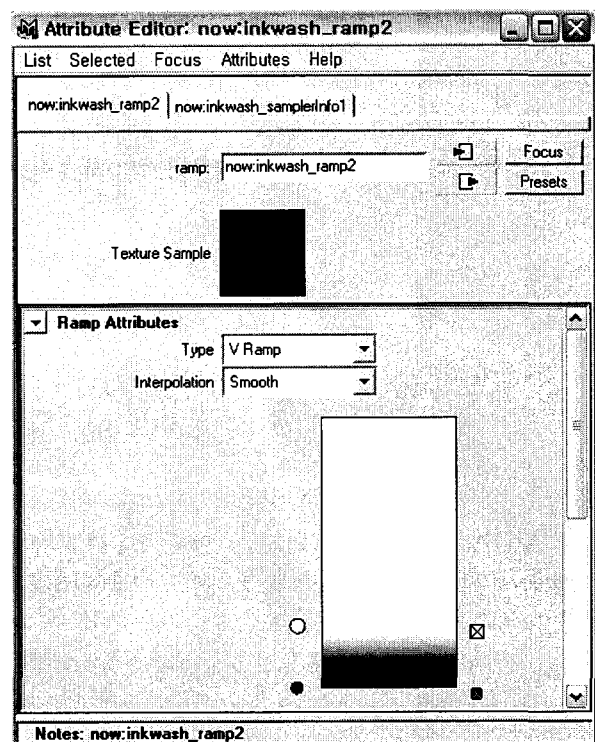 Attribute Editor: now:inkwash_ramp2
List Selected Focus Attributes Help
now:inkwash_ramp2 now:inkwash_samplerInfo1
ramp: now:inkwash_ramp2
Focus
Presets
Texture Sample
Ramp Attributes
Type V Ramp
Interpolation Smooth
Notes: now:inkwash_ramp2